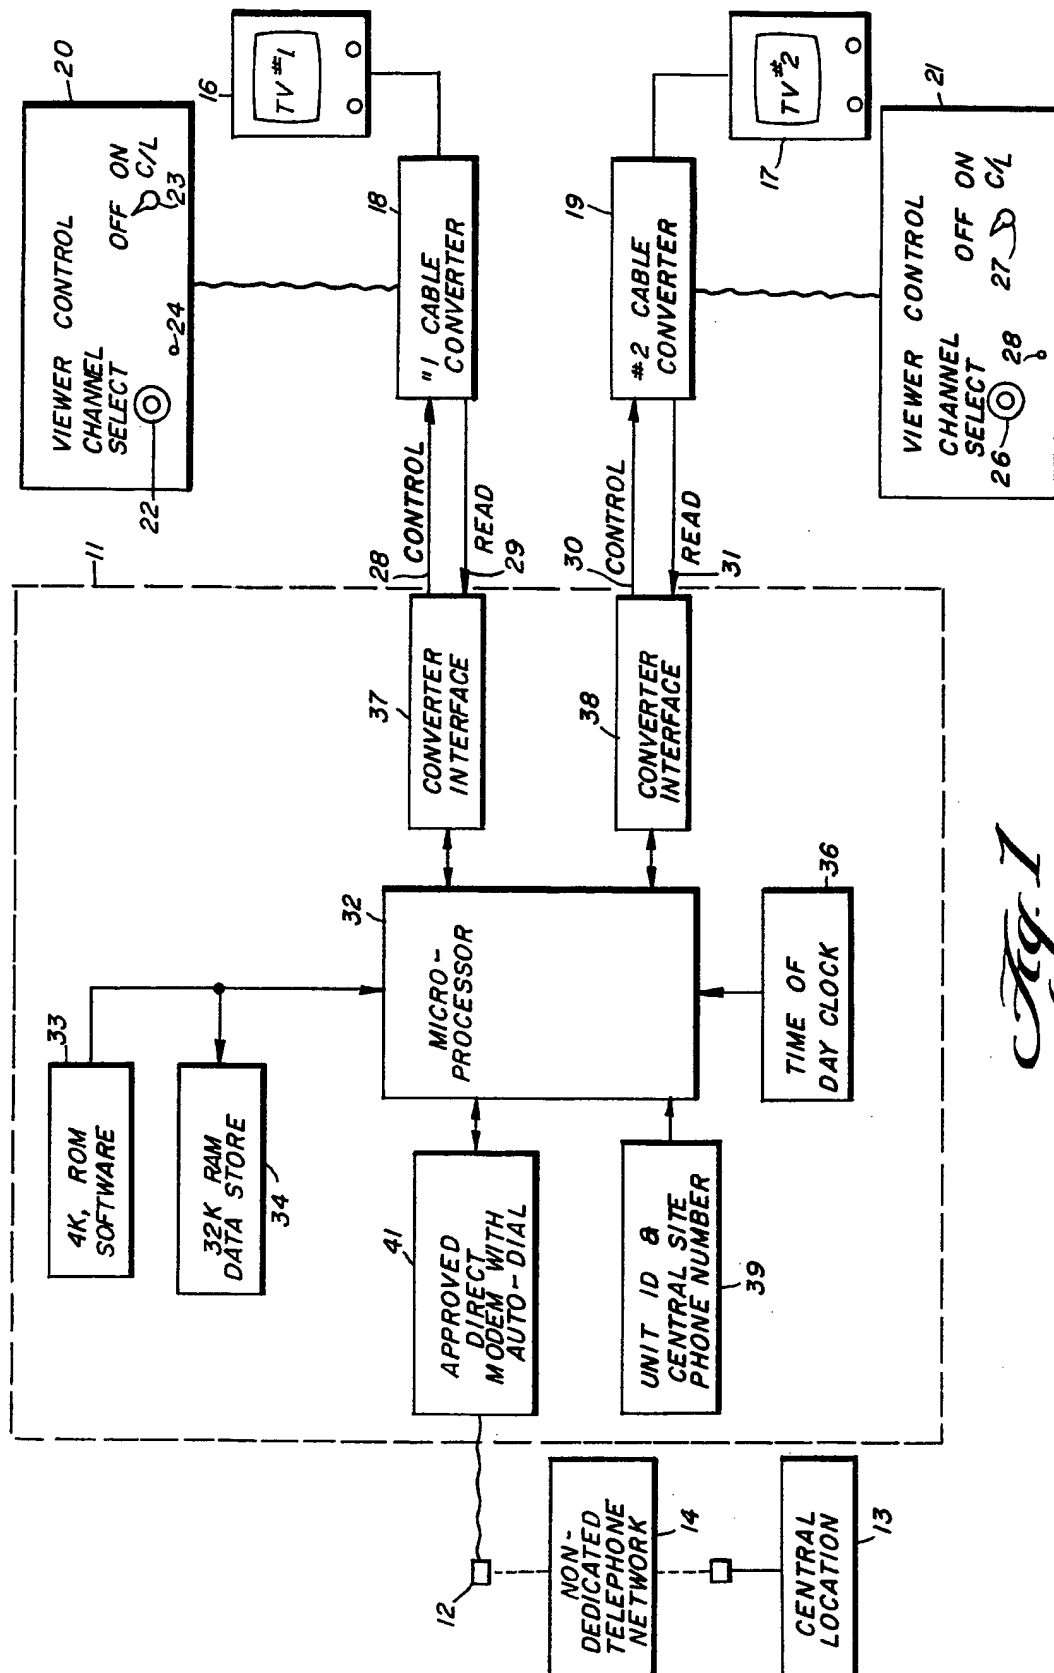 20
VIEWER CONTROL
CHANNEL
SELECT
OFF ON
C/L
23
24
22
16
TV #1
18
#1 CABLE
CONVERTER
CONTROL
28
READ
29
11
33
4K, ROM
SOFTWARE
32K RAM
DATA STORE
34
37
CONVERTER
INTERFACE
32
MICRO-
PROCESSOR
41
APPROVED
DIRECT
MODEM WITH
AUTO-DIAL
12
NON-
DEDICATED
TELEPHONE
NETWORK
14
CENTRAL
LOCATION
13
UNIT ID &
CENTRAL SITE
PHONE NUMBER
39
TIME OF
DAY CLOCK
36
38
CONVERTER
INTERFACE
30
CONTROL
READ
31
19
#2 CABLE
CONVERTER
TV #2
17
21
VIEWER CONTROL
CHANNEL
SELECT
OFF ON
C/L
26
27
28
Fig. 1